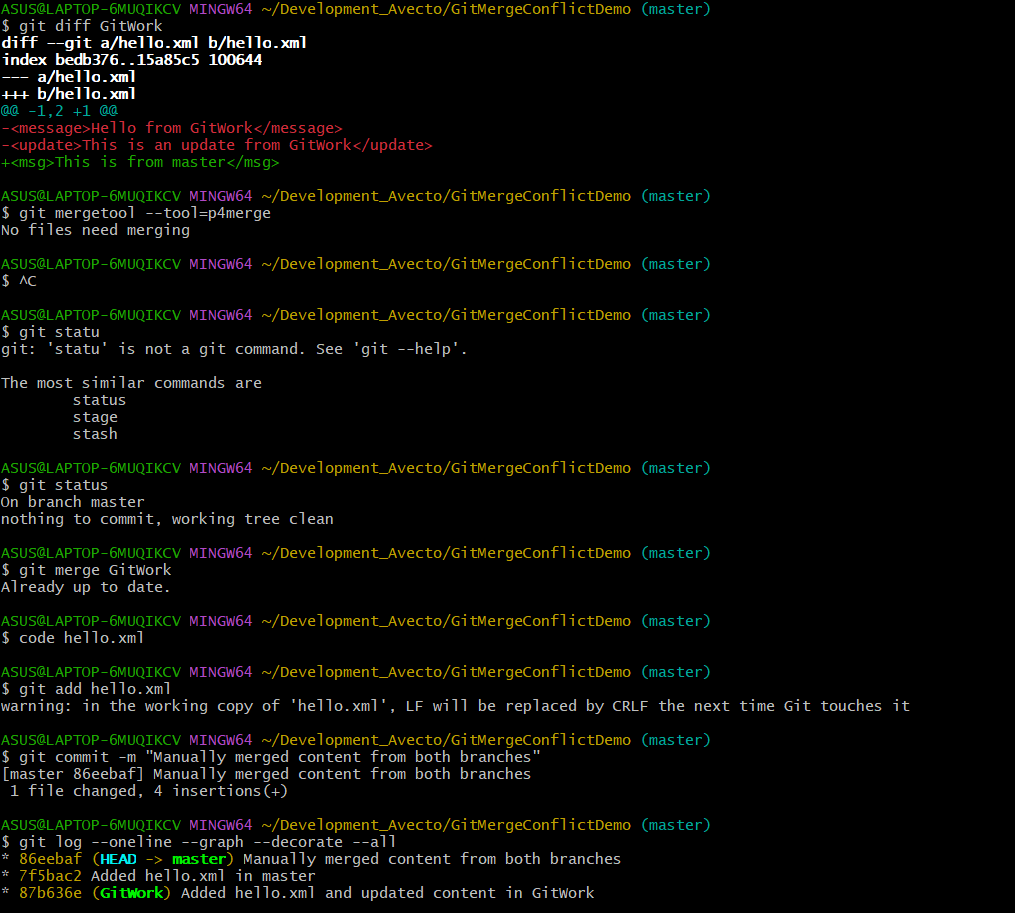 ASUS@LAPTOP-6MUQIKCV MINGW64 ~/Development_Avecto/GitMergeConflictDemo (master)
$ git diff GitWork
diff --git a/hello.xml b/hello.xml
index bedb376..15a85c5 100644
--- a/hello.xml
+++ b/hello.xml
@@ -1,2 +1 @@
-<message>Hello from GitWork</message>
-<update>This is an update from GitWork</update>
+<msg>This is from master</msg>
ASUS@LAPTOP-6MUQIKCV MINGW64 ~/Development_Avecto/GitMergeConflictDemo (master)
$ git mergetool --tool=p4merge
No files need merging
ASUS@LAPTOP-6MUQIKCV MINGW64 ~/Development_Avecto/GitMergeConflictDemo (master)
$ ^C
ASUS@LAPTOP-6MUQIKCV MINGW64 ~/Development_Avecto/GitMergeConflictDemo (master)
$ git statu
git: 'statu' is not a git command. See 'git --help'.
The most similar commands are
        status
        stage
        stash
ASUS@LAPTOP-6MUQIKCV MINGW64 ~/Development_Avecto/GitMergeConflictDemo (master)
$ git status
On branch master
nothing to commit, working tree clean
ASUS@LAPTOP-6MUQIKCV MINGW64 ~/Development_Avecto/GitMergeConflictDemo (master)
$ git merge GitWork
Already up to date.
ASUS@LAPTOP-6MUQIKCV MINGW64 ~/Development_Avecto/GitMergeConflictDemo (master)
$ code hello.xml
ASUS@LAPTOP-6MUQIKCV MINGW64 ~/Development_Avecto/GitMergeConflictDemo (master)
$ git add hello.xml
warning: in the working copy of 'hello.xml', LF will be replaced by CRLF the next time Git touches it
ASUS@LAPTOP-6MUQIKCV MINGW64 ~/Development_Avecto/GitMergeConflictDemo (master)
$ git commit -m "Manually merged content from both branches"
[master 86eebaf] Manually merged content from both branches
 1 file changed, 4 insertions(+)
ASUS@LAPTOP-6MUQIKCV MINGW64 ~/Development_Avecto/GitMergeConflictDemo (master)
$ git log --oneline --graph --decorate --all
* 86eebaf (HEAD -> master) Manually merged content from both branches
* 7f5bac2 Added hello.xml in master
* 87b636e (GitWork) Added hello.xml and updated content in GitWork